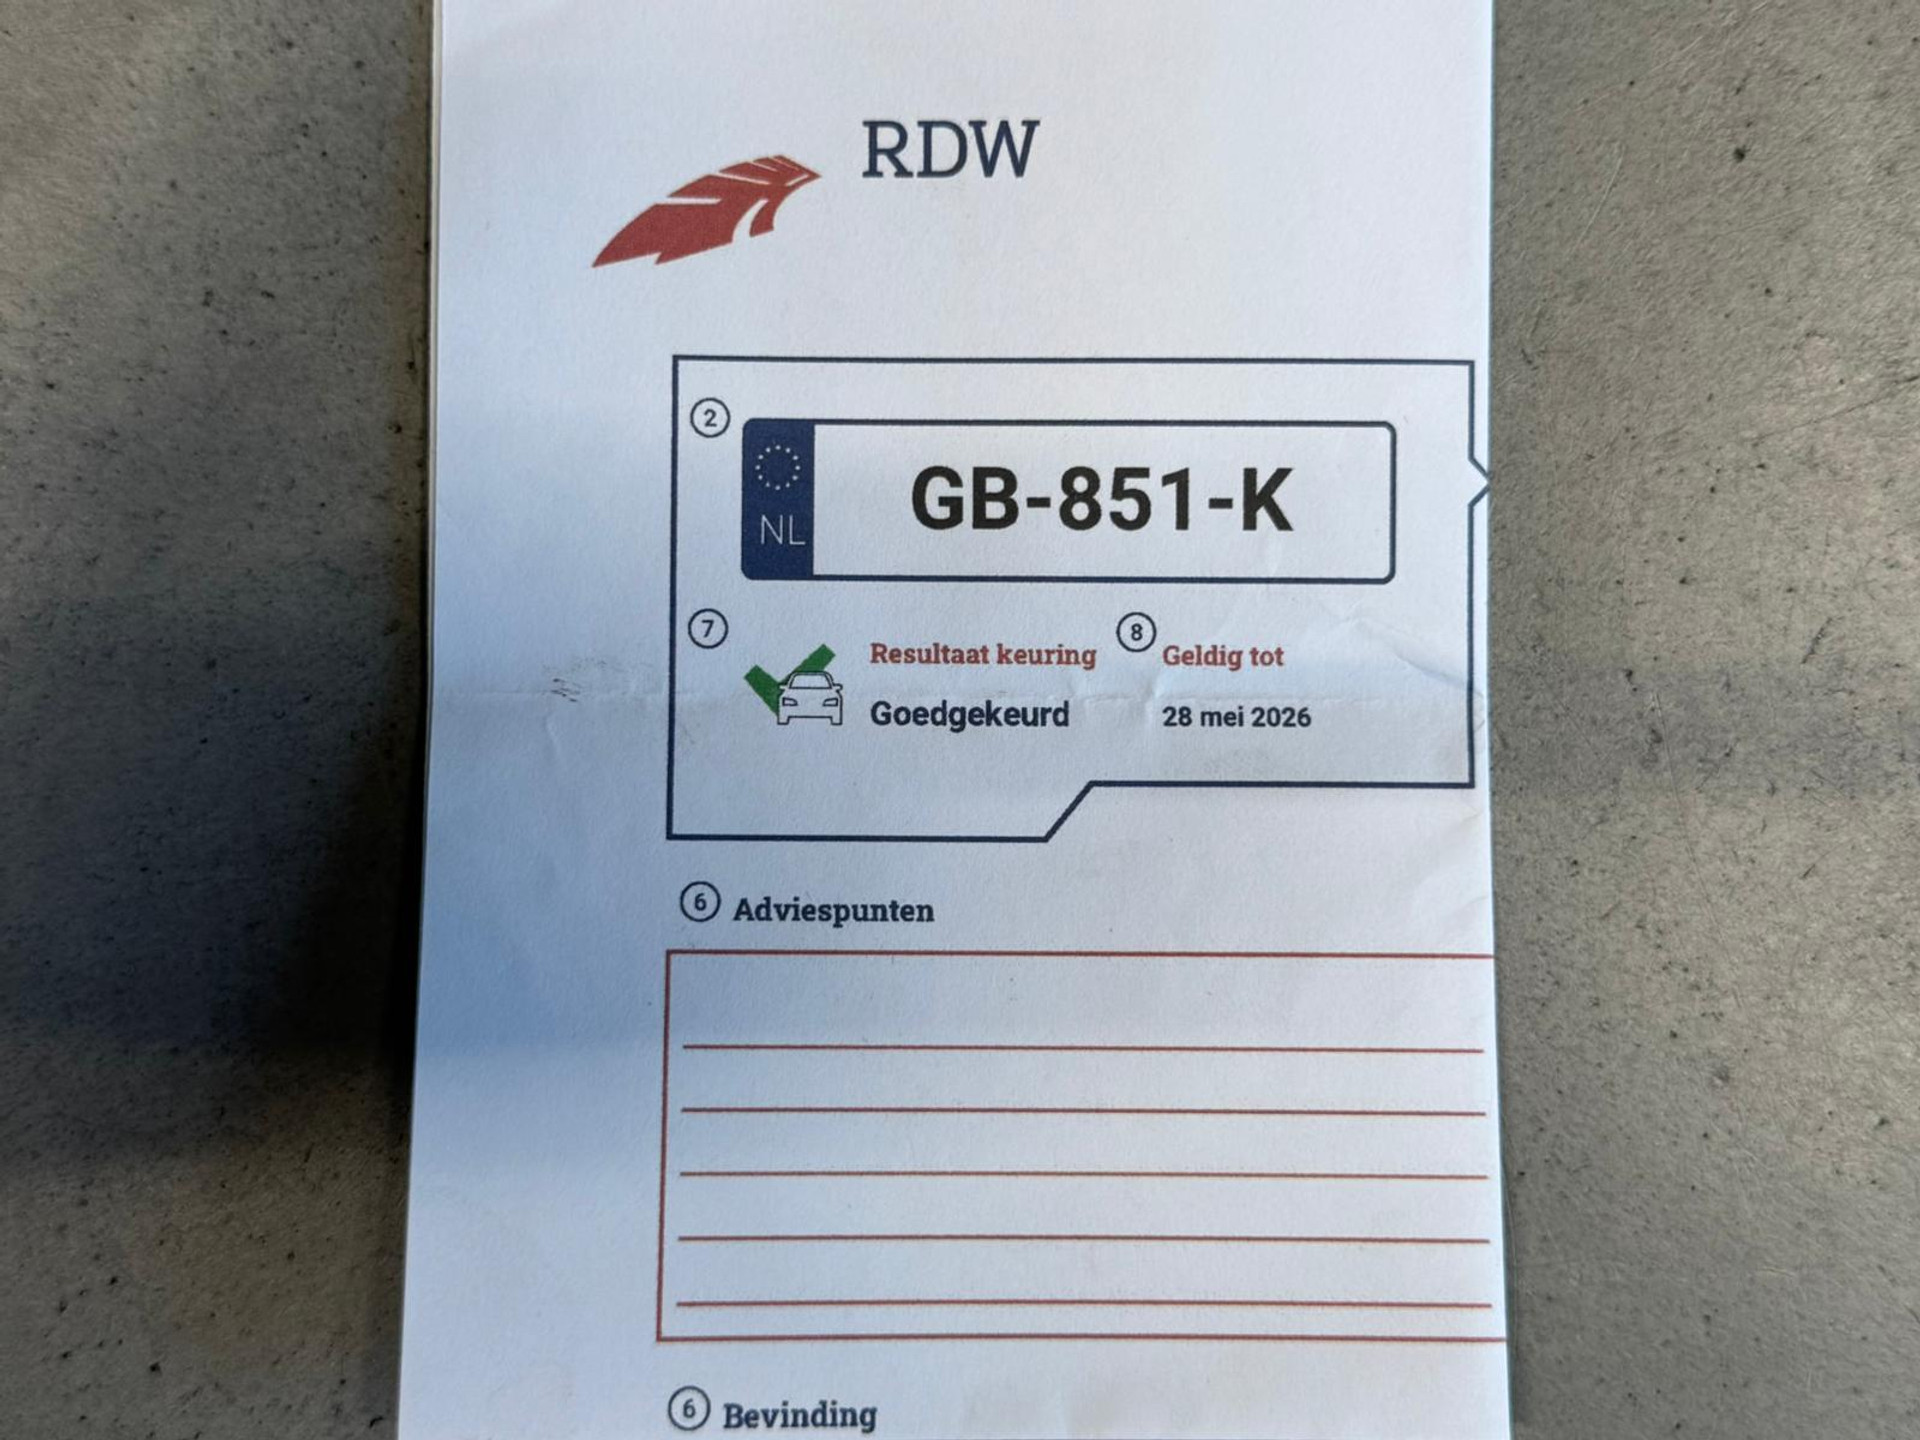 RDW
2
NL
GB-851-K
7
Resultaat keuring
8
Geldig tot
Goedgekeurd
28 mei 2026
6 Adviespunten
6 Bevinding